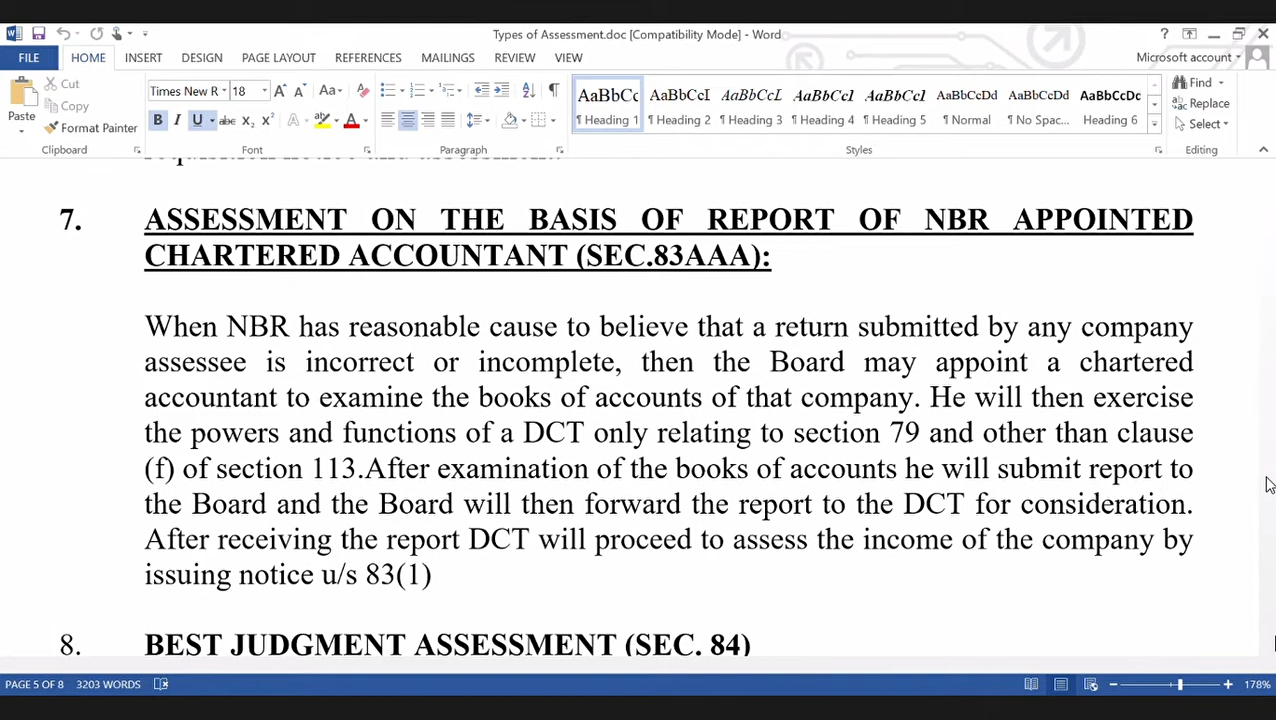 Types of Assessment.doc [Compatibility Mode] - Word
FILE HOME INSERT DESIGN PAGE LAYOUT REFERENCES MAILINGS REVIEW VIEW Microsoft account
Cut
Copy
Format Painter
Paste
Times New R 18
Aa
B I U abc X₂ X² A A
AaBbCc AaBbCcI AaBbCcL AaBbCcI AaBbCcI AaBbCcDd AaBbCcDd AaBbCcDc
¶ Heading 1 ¶ Heading 2 ¶ Heading 3 ¶ Heading 4 ¶ Heading 5 ¶ Normal ¶ No Spac... Heading 6
Find
Replace
Select
Clipboard Font Paragraph Styles Editing
7. ASSESSMENT ON THE BASIS OF REPORT OF NBR APPOINTED
CHARTERED ACCOUNTANT (SEC.83AAA):
When NBR has reasonable cause to believe that a return submitted by any company
assessee is incorrect or incomplete, then the Board may appoint a chartered
accountant to examine the books of accounts of that company. He will then exercise
the powers and functions of a DCT only relating to section 79 and other than clause
(f) of section 113.After examination of the books of accounts he will submit report to
the Board and the Board will then forward the report to the DCT for consideration.
After receiving the report DCT will proceed to assess the income of the company by
issuing notice u/s 83(1)
8. BEST JUDGMENT ASSESSMENT (SEC. 84)
PAGE 5 OF 8 3203 WORDS 178%